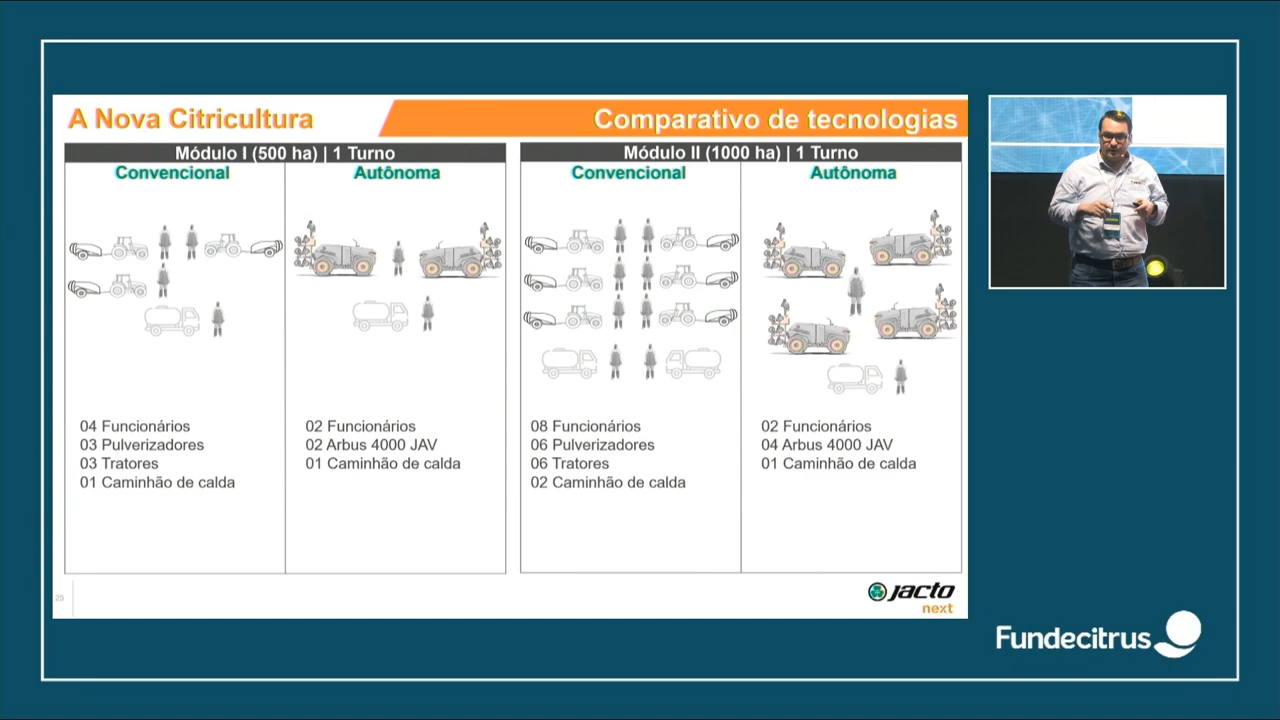 A Nova Citricultura
Comparativo de tecnologias
Módulo I (500 ha) | 1 Turno
Convencional
Autônoma
04 Funcionários
03 Pulverizadores
03 Tratores
01 Caminhão de calda
02 Funcionários
02 Arbus 4000 JAV
01 Caminhão de calda
Módulo II (1000 ha) | 1 Turno
Convencional
Autônoma
08 Funcionários
06 Pulverizadores
06 Tratores
02 Caminhão de calda
02 Funcionários
04 Arbus 4000 JAV
01 Caminhão de calda
25
jacto
next
Fundecitrus